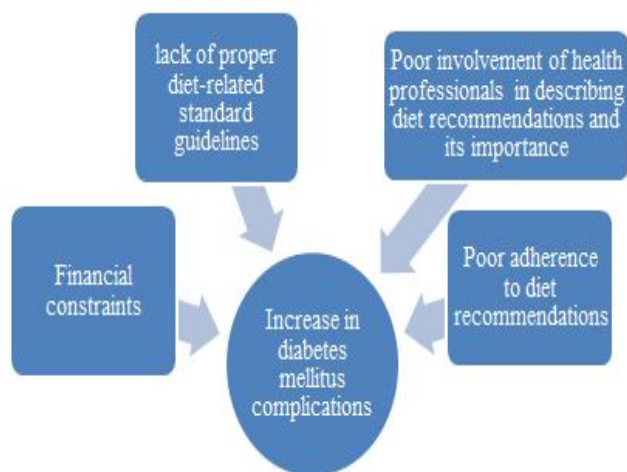 lack of proper
diet-related
standard
guidelines
Poor involvement of health
professionals in describing
diet recommendations and
its importance
Financial
constraints
Poor adherence
to diet
recommendations
Increase in
diabetes
mellitus
complications